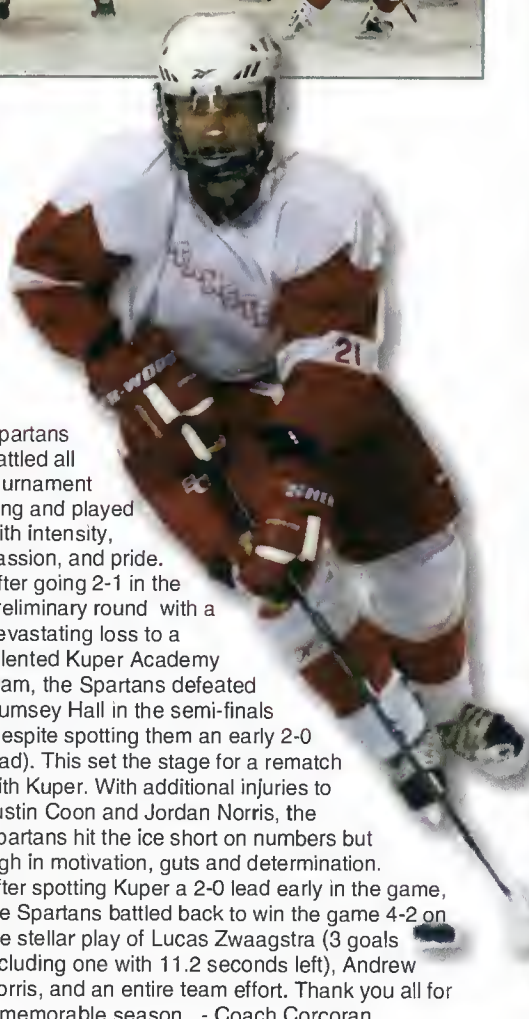 21
partans
attled all
urnament
ng and played
ith intensity,
assion, and pride.
fter going 2-1 in the
reliminary round with a
evastating loss to a
lented Kuper Academy
am, the Spartans defeated
umsey Hall in the semi-finals
espite spotting them an early 2-0
ad). This set the stage for a rematch
ith Kuper. With additional injuries to
ustin Coon and Jordan Norris, the
partans hit the ice short on numbers but
gh in motivation, guts and determination.
fter spotting Kuper a 2-0 lead early in the game,
e Spartans battled back to win the game 4-2 on
e stellar play of Lucas Zwaagstra (3 goals
cluding one with 11.2 seconds left), Andrew
orris, and an entire team effort. Thank you all for
memorable season. - Coach Corcoran